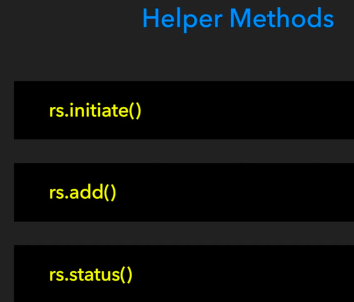 Helper Methods
rs.initiate()
rs.add()
rs.status()